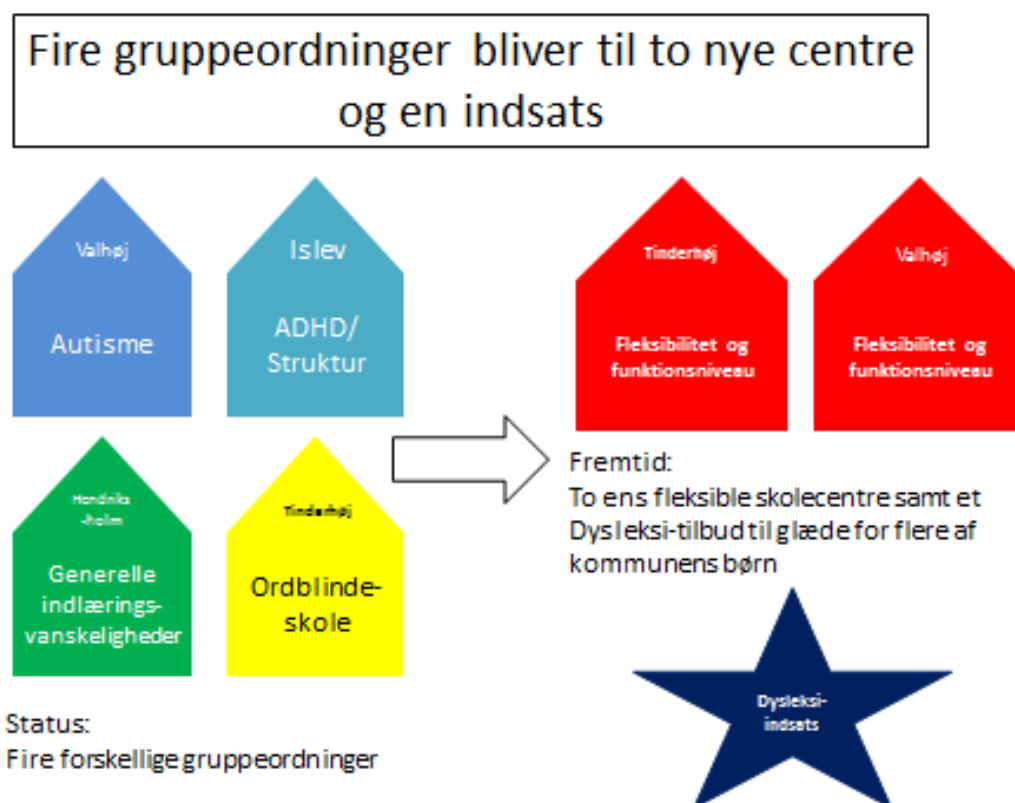 Fire gruppeordninger bliver til to nye centre
og en indsats
Valhøj
Autisme
Islev
ADHD/
Struktur
Hendriks
-holm
Generelle
indlærings-
vanskeligheder
Tinderhøj
Ordblinde-
skole
Status:
Fire forskellige gruppeordninger
Tinderhøj
Fleksibilitet og
funktionsniveau
Valhøj
Fleksibilitet og
funktionsniveau
Fremtid:
To ens fleksible skolecentre samt et
Dysleksi-tilbud til glæde for flere af
kommunens børn
Dysleksi-
indsats